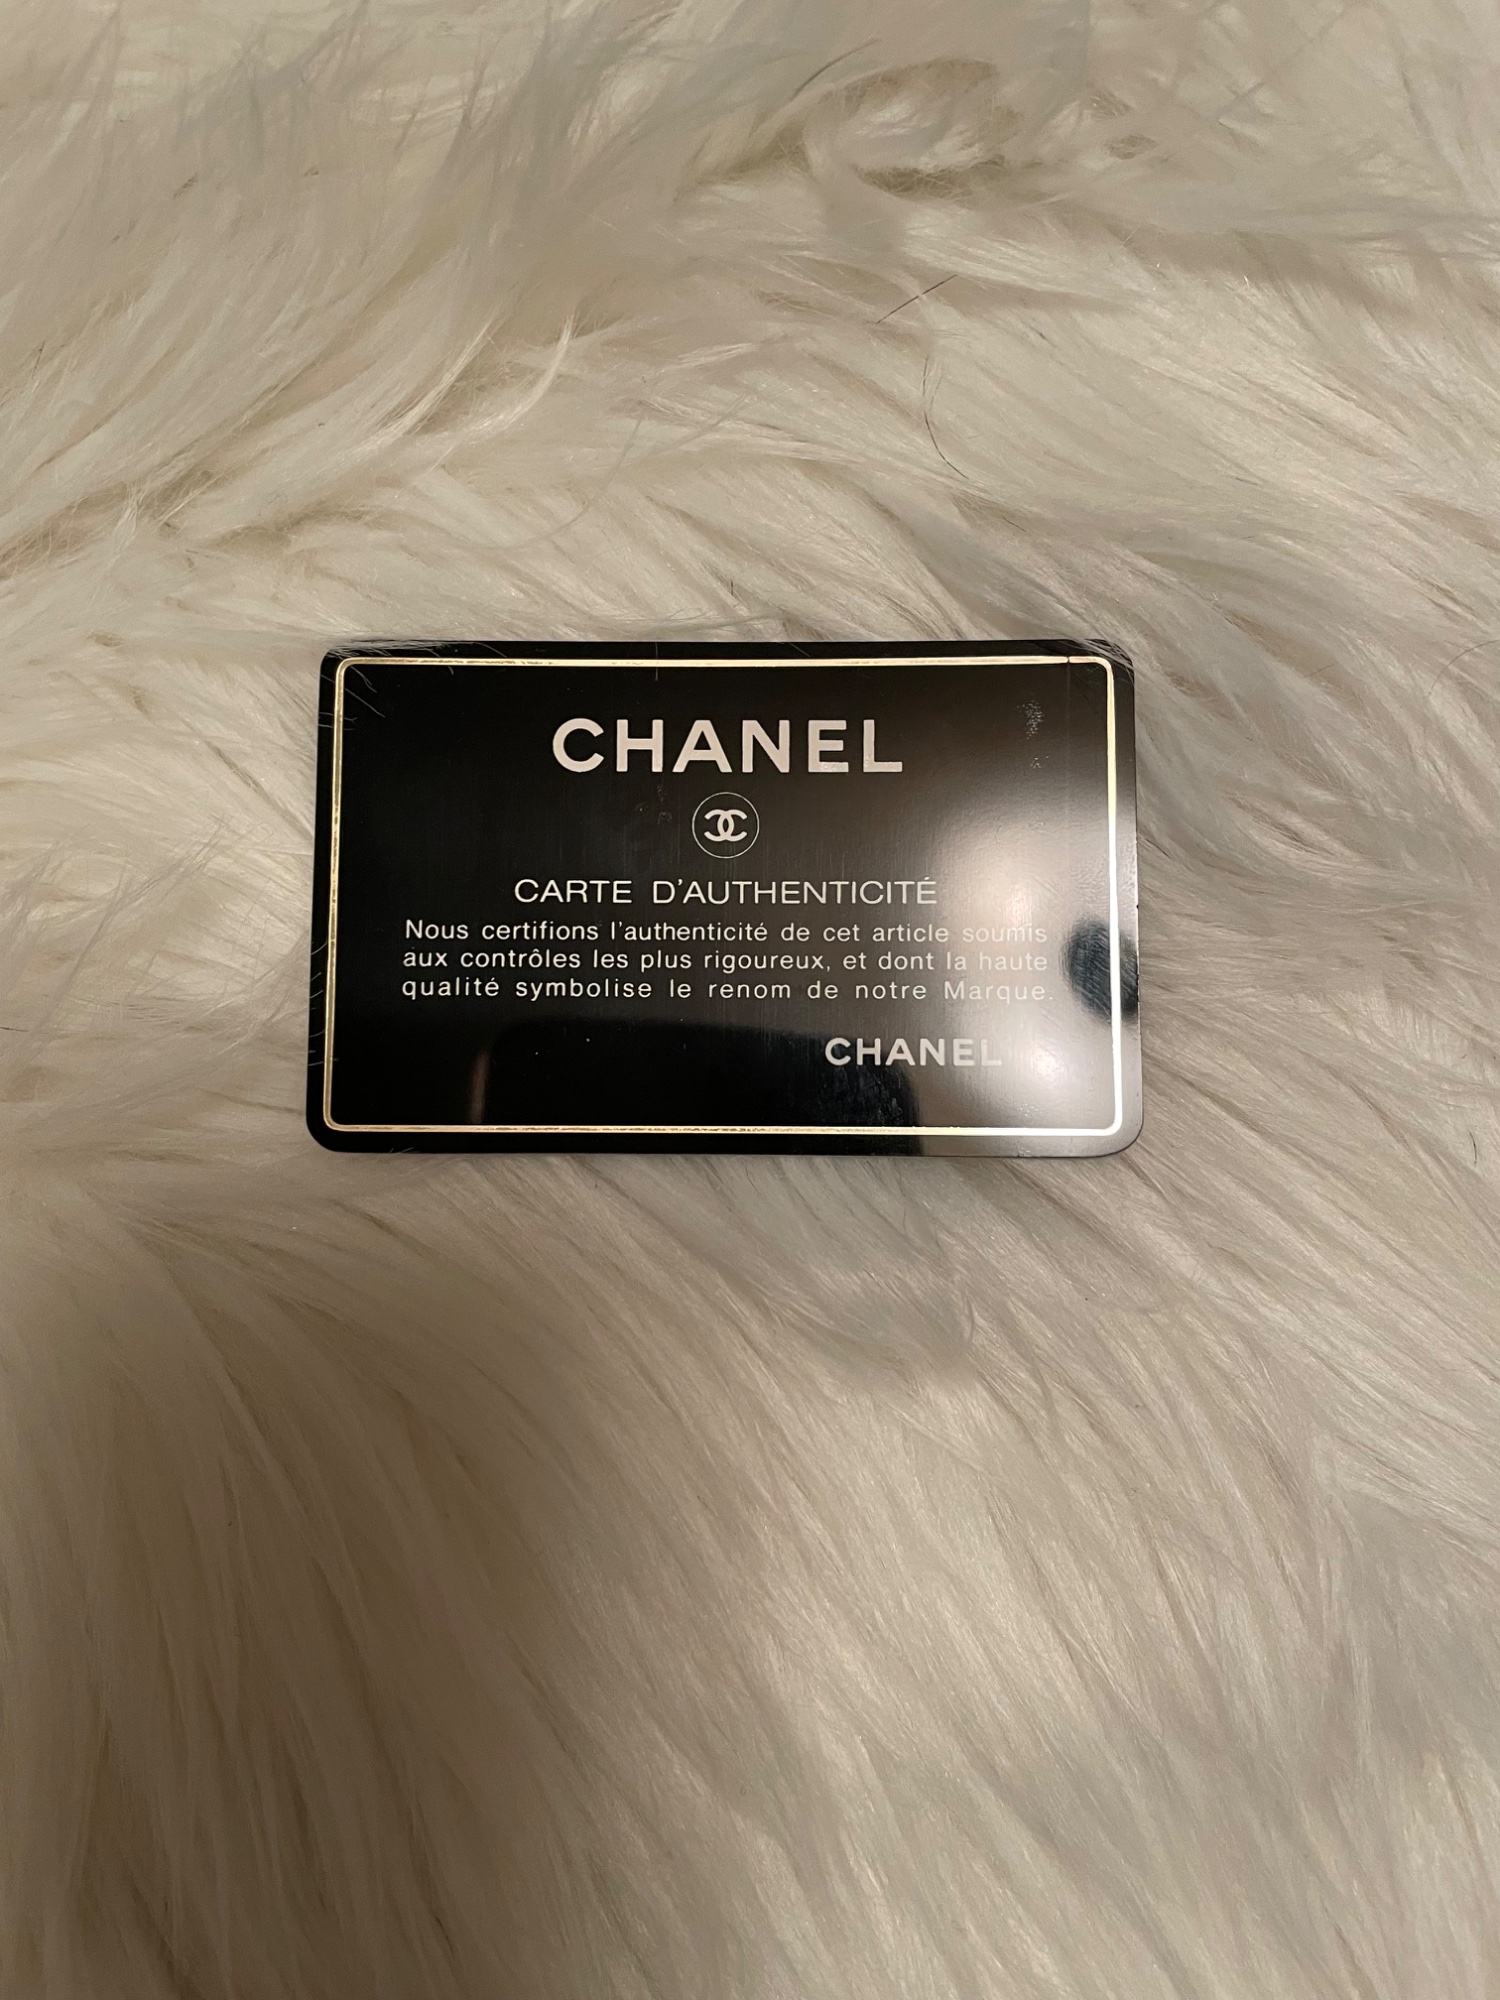 CHANEL
CARTE D'AUTHENTICITÉ
Nous certifions l'authenticité de cet article soumis
aux contrôles les plus rigoureux, et dont la haute
qualité symbolise le renom de notre Marque.
CHANEL